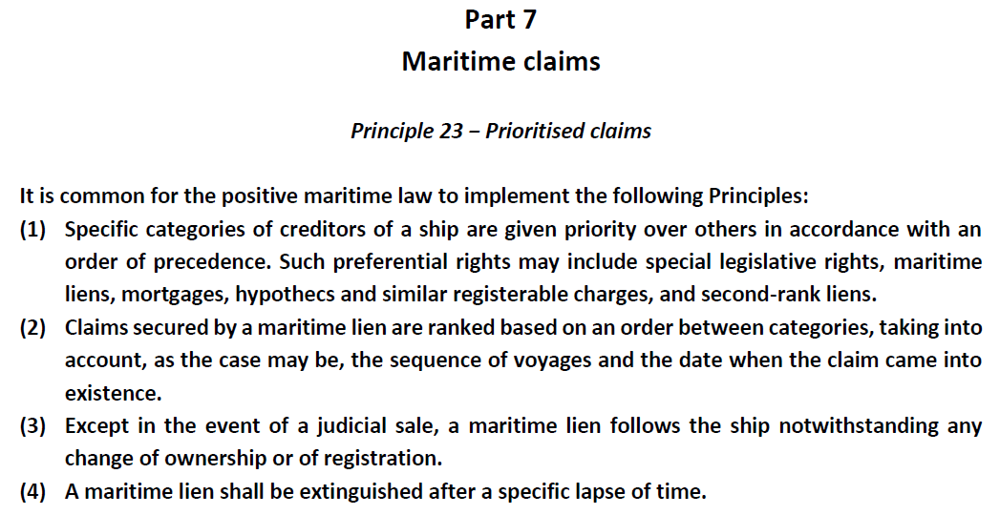 Part 7
Maritime claims
Principle 23 – Prioritised claims
It is common for the positive maritime law to implement the following Principles:
(1) Specific categories of creditors of a ship are given priority over others in accordance with an
order of precedence. Such preferential rights may include special legislative rights, maritime
liens, mortgages, hypothecs and similar registerable charges, and second-rank liens.
(2) Claims secured by a maritime lien are ranked based on an order between categories, taking into
account, as the case may be, the sequence of voyages and the date when the claim came into
existence.
(3) Except in the event of a judicial sale, a maritime lien follows the ship notwithstanding any
change of ownership or of registration.
(4) A maritime lien shall be extinguished after a specific lapse of time.